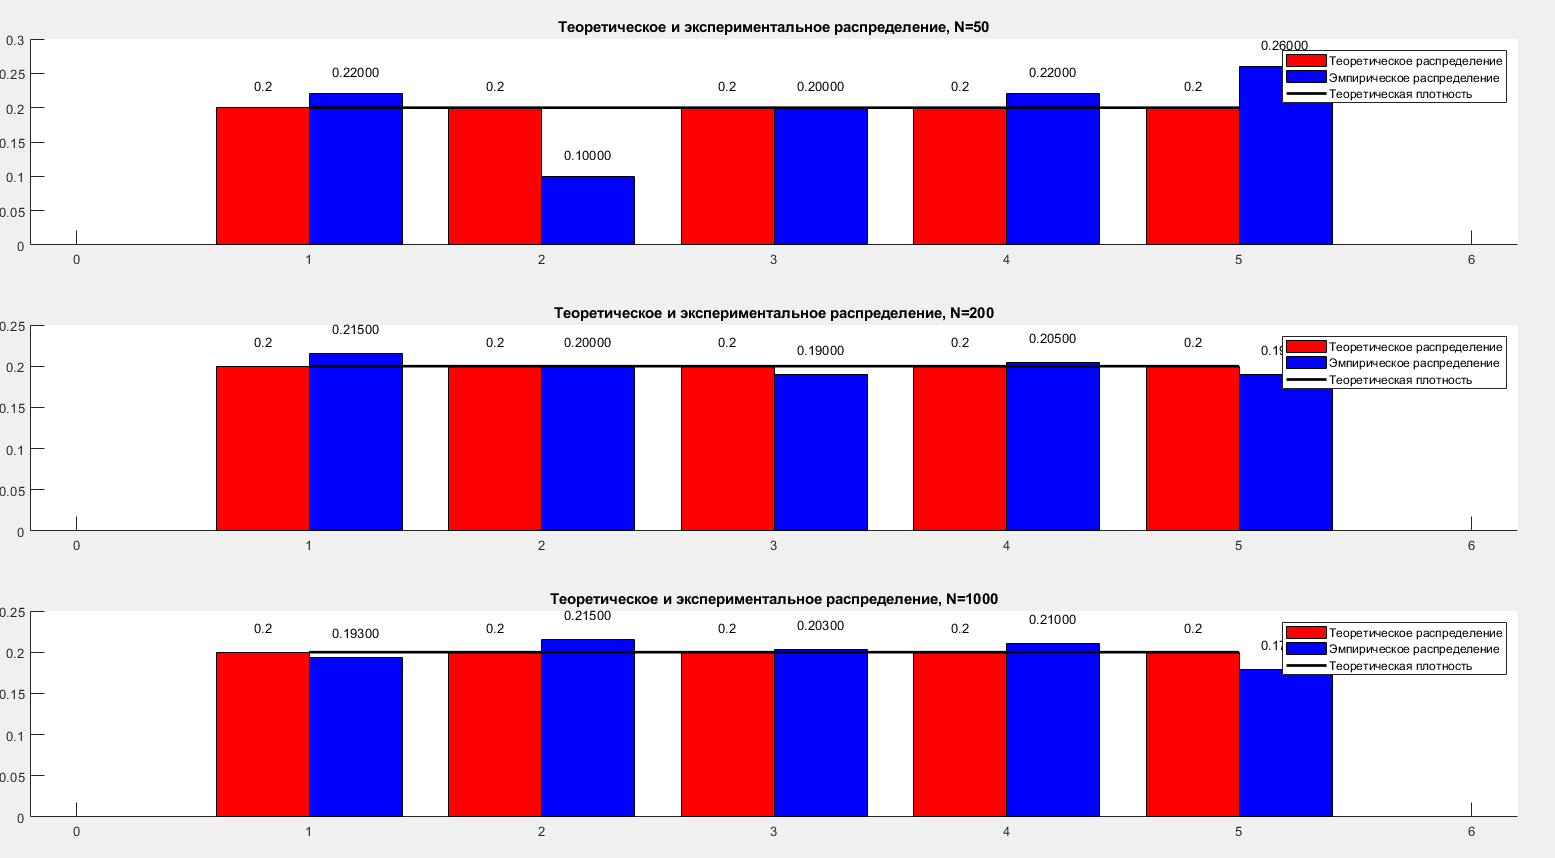 Теоретическое и экспериментальное распределение, N=50
0.3
0.25
0.2
0.15
0.1
0.05
0
0.2 0.22000 0.2 0.10000 0.2 0.20000 0.2 0.22000 0.2 0.26000
Теоретическое распределение
Эмпирическое распределение
Теоретическая плотность
0 1 2 3 4 5 6
Теоретическое и экспериментальное распределение, N=200
0.25
0.2
0.15
0.1
0.05
0
0.2 0.21500 0.2 0.20000 0.2 0.19000 0.2 0.20500 0.2 0.19
Теоретическое распределение
Эмпирическое распределение
Теоретическая плотность
0 1 2 3 4 5 6
Теоретическое и экспериментальное распределение, N=1000
0.25
0.2
0.15
0.1
0.05
0
0.2 0.19300 0.2 0.21500 0.2 0.20300 0.2 0.21000 0.2 0.17
Теоретическое распределение
Эмпирическое распределение
Теоретическая плотность
0 1 2 3 4 5 6